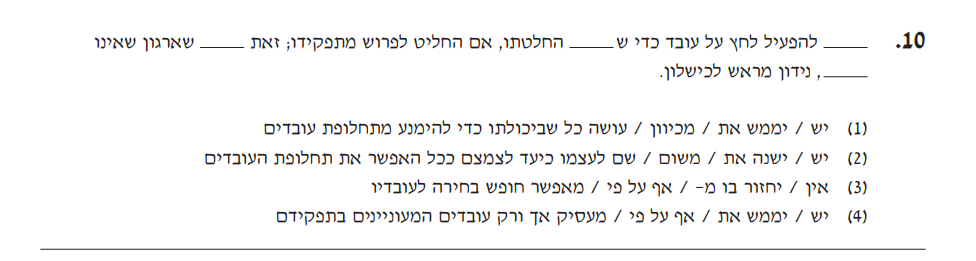 10. _____ להפעיל לחץ על עובד כדי ש _____ החלטתו, אם החליט לפרוש מתפקידו; זאת _____ שארגון שאינו
_____, נידון מראש לכישלון.
(1) יש / יממש את / מכיוון / עושה כל שביכולתו כדי להימנע מתחלופת עובדים
(2) יש / ישנה את / משום / שם לעצמו כיעד לצמצם ככל האפשר את תחלופת העובדים
(3) אין / יחזור בו מ- / אף על פי / מאפשר חופש בחירה לעובדיו
(4) יש / יממש את / אף על פי / מעסיק אך ורק עובדים המעוניינים בתפקידם